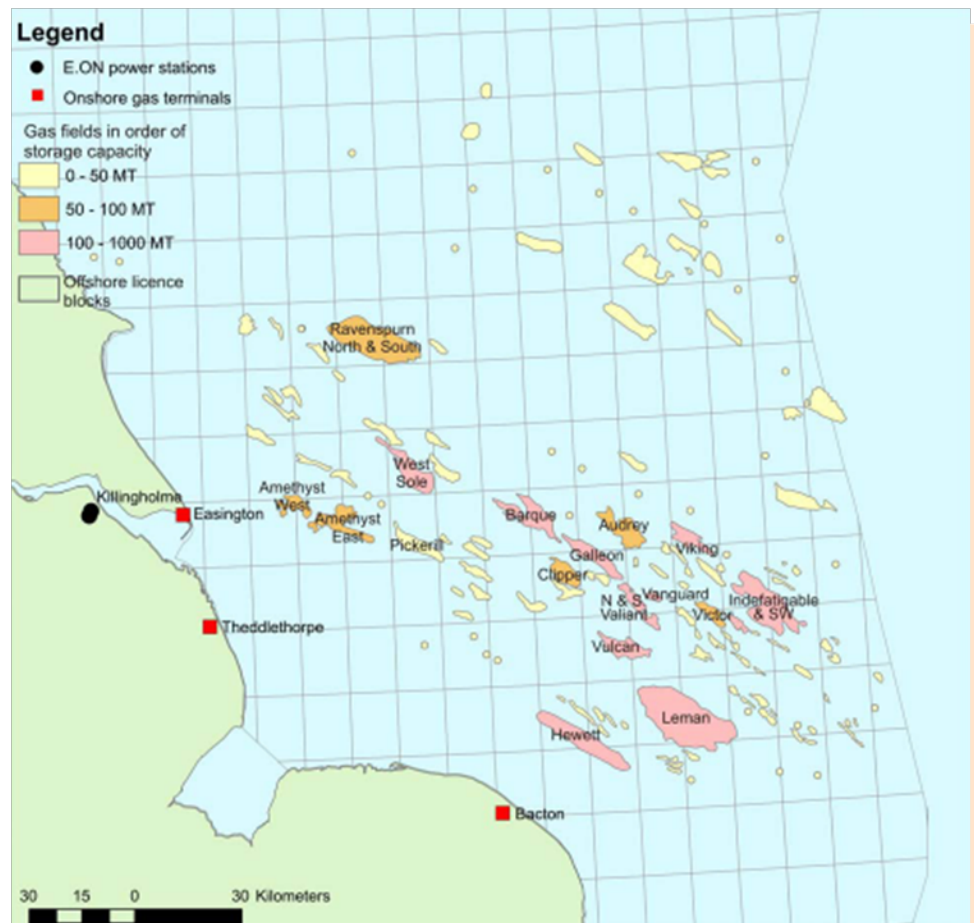 Legend
E.ON power stations
Onshore gas terminals
Gas fields in order of
storage capacity
0 - 50 MT
50 - 100 MT
100 - 1000 MT
Offshore licence
blocks
Ravenspurn
North & South
West
Sole
Killingholme
Easington
Amethyst
West
Amethyst
East
Pickerill
Barque
Audrey
Galleon
Viking
Clipper
N & S
Valiant
Vanguard
Victor
Indefatigable
& SW
Theddlethorpe
Vulcan
Leman
Hewett
Bacton
30 15 0 30 Kilometers